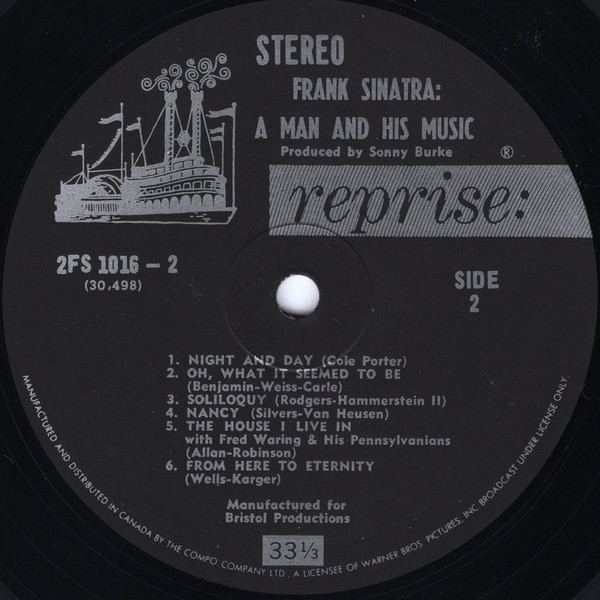 STEREO
FRANK SINATRA:
A MAN AND HIS MUSIC
Produced by Sonny Burke
®
reprise:
2FS 1016 – 2
(30,498)
SIDE
2
1. NIGHT AND DAY (Cole Porter)
2. OH, WHAT IT SEEMED TO BE
(Benjamin-Weiss-Carle)
3. SOLILOQUY (Rodgers-Hammerstein II)
4. NANCY (Silvers-Van Heusen)
5. THE HOUSE I LIVE IN
with Fred Waring & His Pennsylvanians
(Allan-Robinson)
6. FROM HERE TO ETERNITY
(Wells-Karger)
Manufactured for
Bristol Productions
33⅓
MANUFACTURED AND DISTRIBUTED IN CANADA BY THE COMPO COMPANY LTD., A LICENSEE OF WARNER BROS. PICTURES, INC. BROADCAST UNDER LICENSE ONLY.